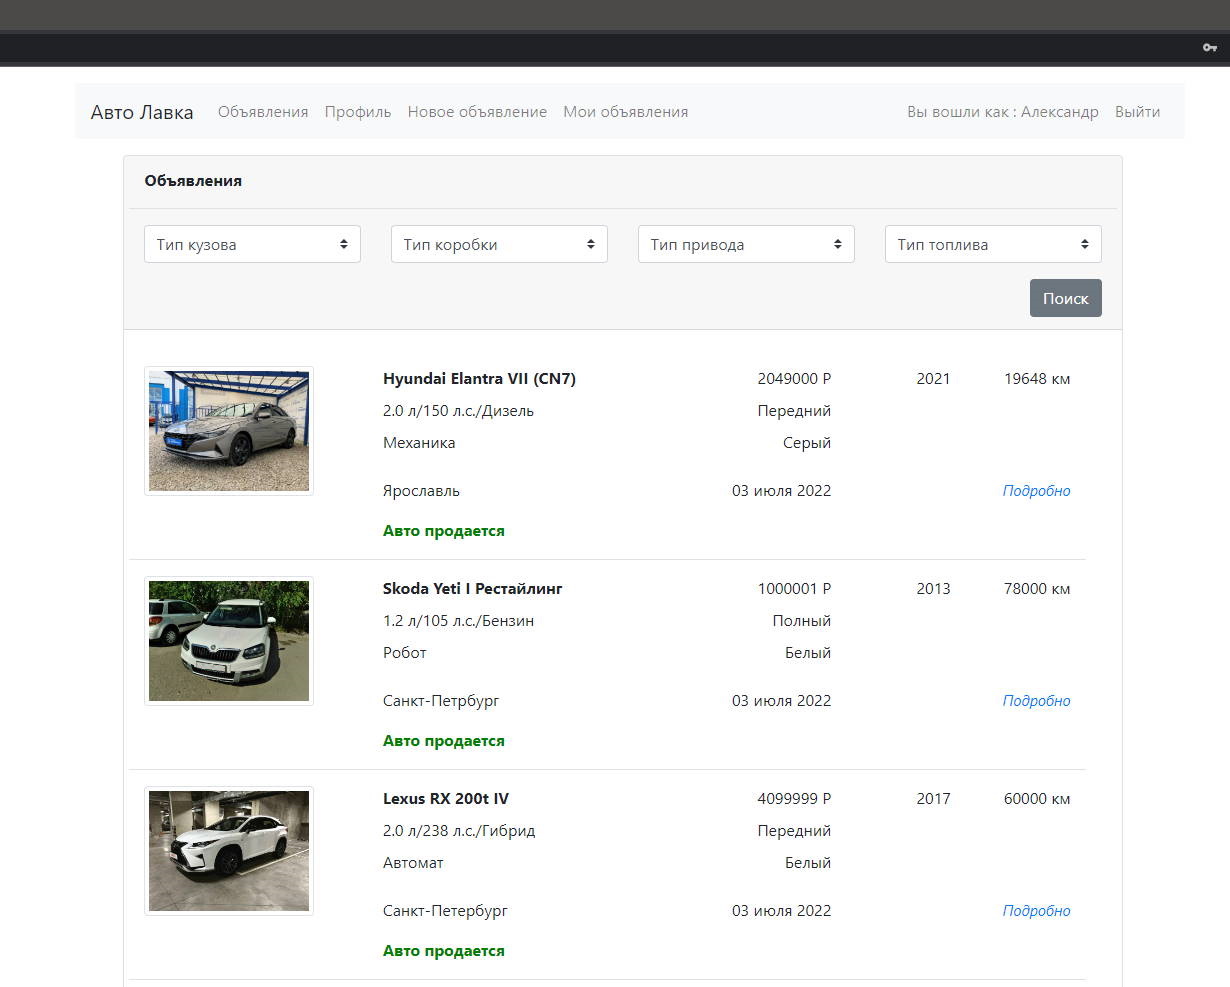 Авто Лавка Объявления Профиль Новое объявление Мои объявления Вы вошли как : Александр Выйти
Объявления
Тип кузова Тип коробки Тип привода Тип топлива
Поиск
Hyundai Elantra VII (CN7) 2049000 Р 2021 19648 км
2.0 л/150 л.с./Дизель Передний
Механика Серый
Ярославль 03 июля 2022 Подробно
Авто продается
Skoda Yeti I Рестайлинг 1000001 Р 2013 78000 км
1.2 л/105 л.с./Бензин Полный
Робот Белый
Санкт-Петрбург 03 июля 2022 Подробно
Авто продается
Lexus RX 200t IV 4099999 Р 2017 60000 км
2.0 л/238 л.с./Гибрид Передний
Автомат Белый
Санкт-Петербург 03 июля 2022 Подробно
Авто продается